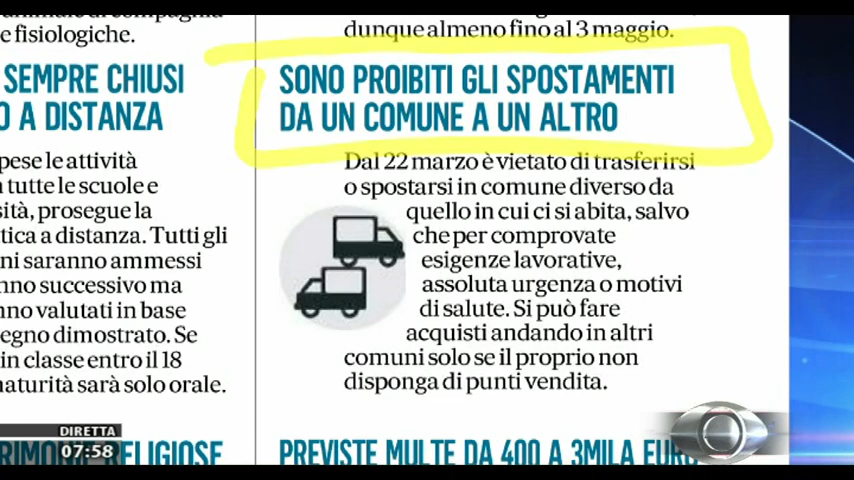 e fisiologiche.
SEMPRE CHIUSI
O A DISTANZA
pese le attività
tutte le scuole e
sità, prosegue la
tica a distanza. Tutti gli
ni saranno ammessi
nno successivo ma
nno valutati in base
egno dimostrato. Se
in classe entro il 18
maturità sarà solo orale.
RELIGIOSE
dunque almeno fino al 3 maggio.
SONO PROIBITI GLI SPOSTAMENTI
DA UN COMUNE A UN ALTRO
Dal 22 marzo è vietato di trasferirsi
o spostarsi in comune diverso da
quello in cui ci si abita, salvo
che per comprovate
esigenze lavorative,
assoluta urgenza o motivi
di salute. Si può fare
acquisti andando in altri
comuni solo se il proprio non
disponga di punti vendita.
PREVISTE MULTE DA 400 A 3MILA EURO
DIRETTA
07:58